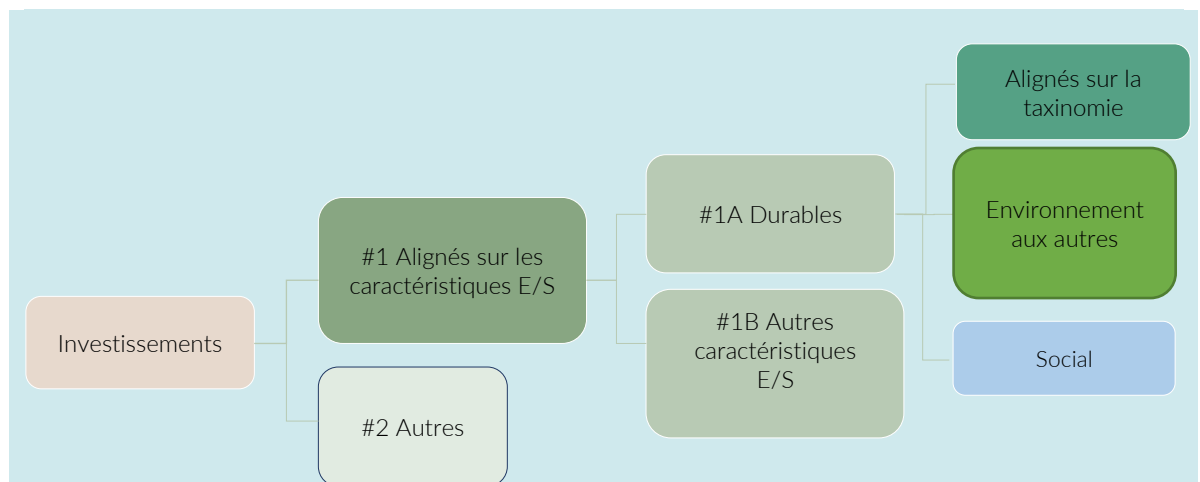 Alignés sur la
taxinomie
Environnement
aux autres
#1A Durables
#1 Alignés sur les
caractéristiques E/S
#1B Autres
caractéristiques
E/S
Investissements
Social
#2 Autres